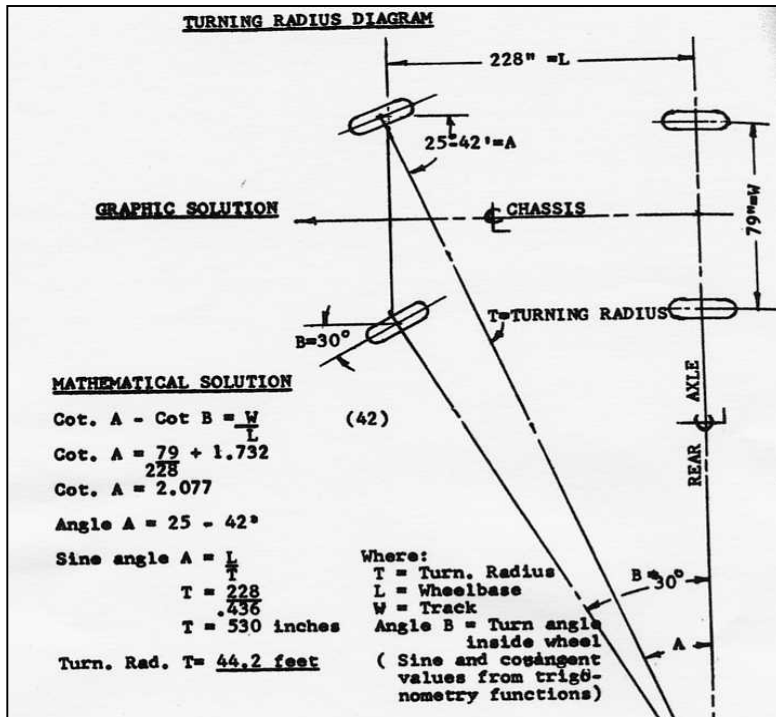 TURNING RADIUS DIAGRAM
228" =L
25-42'=A
GRAPHIC SOLUTION
CHASSIS
79"=W
T=TURNING RADIUS
B=30°
MATHEMATICAL SOLUTION
Cot. A - Cot B = W/L (42)
Cot. A = 79/228 + 1.732
Cot. A = 2.077
Angle A = 25 - 42'
Sine angle A = L/T
T = 228/.436
T = 530 inches
Turn. Rad. T= 44.2 feet
REAR AXLE
Where:
T = Turn. Radius
L = Wheelbase
W = Track
Angle B = Turn angle
inside wheel
( Sine and cotangent
values from trigo-
nometry functions)
B=30°
A